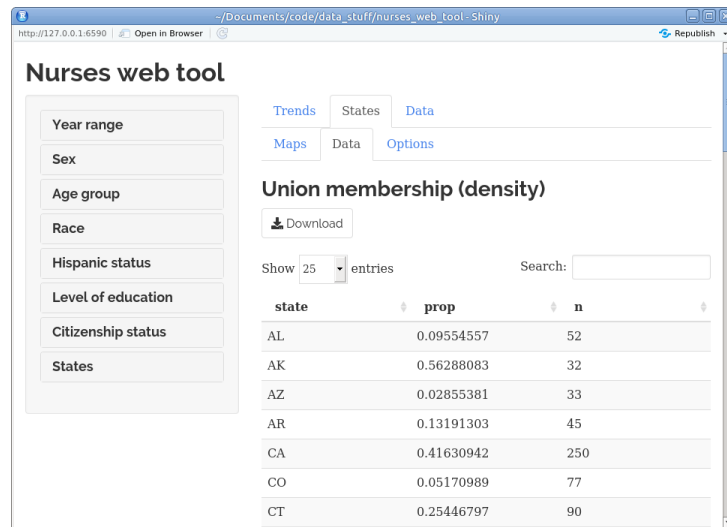 ~/Documents/code/data_stuff/nurses_web_tool - Shiny
http://127.0.0.1:6590 Open in Browser Republish
Nurses web tool
Year range
Sex
Age group
Race
Hispanic status
Level of education
Citizenship status
States
Trends States Data
Maps Data Options
Union membership (density)
Download
Show 25 entries Search:
state prop n
AL 0.09554557 52
AK 0.56288083 32
AZ 0.02855381 33
AR 0.13191303 45
CA 0.41630942 250
CO 0.05170989 77
CT 0.25446797 90